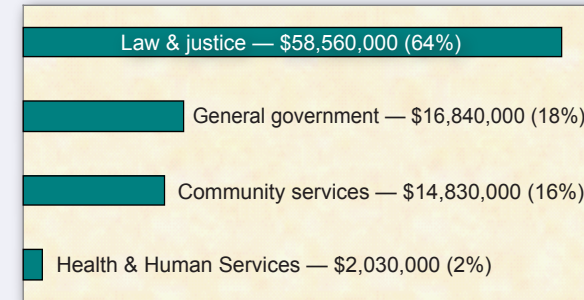 Law & justice — $58,560,000 (64%)
General government — $16,840,000 (18%)
Community services — $14,830,000 (16%)
Health & Human Services — $2,030,000 (2%)